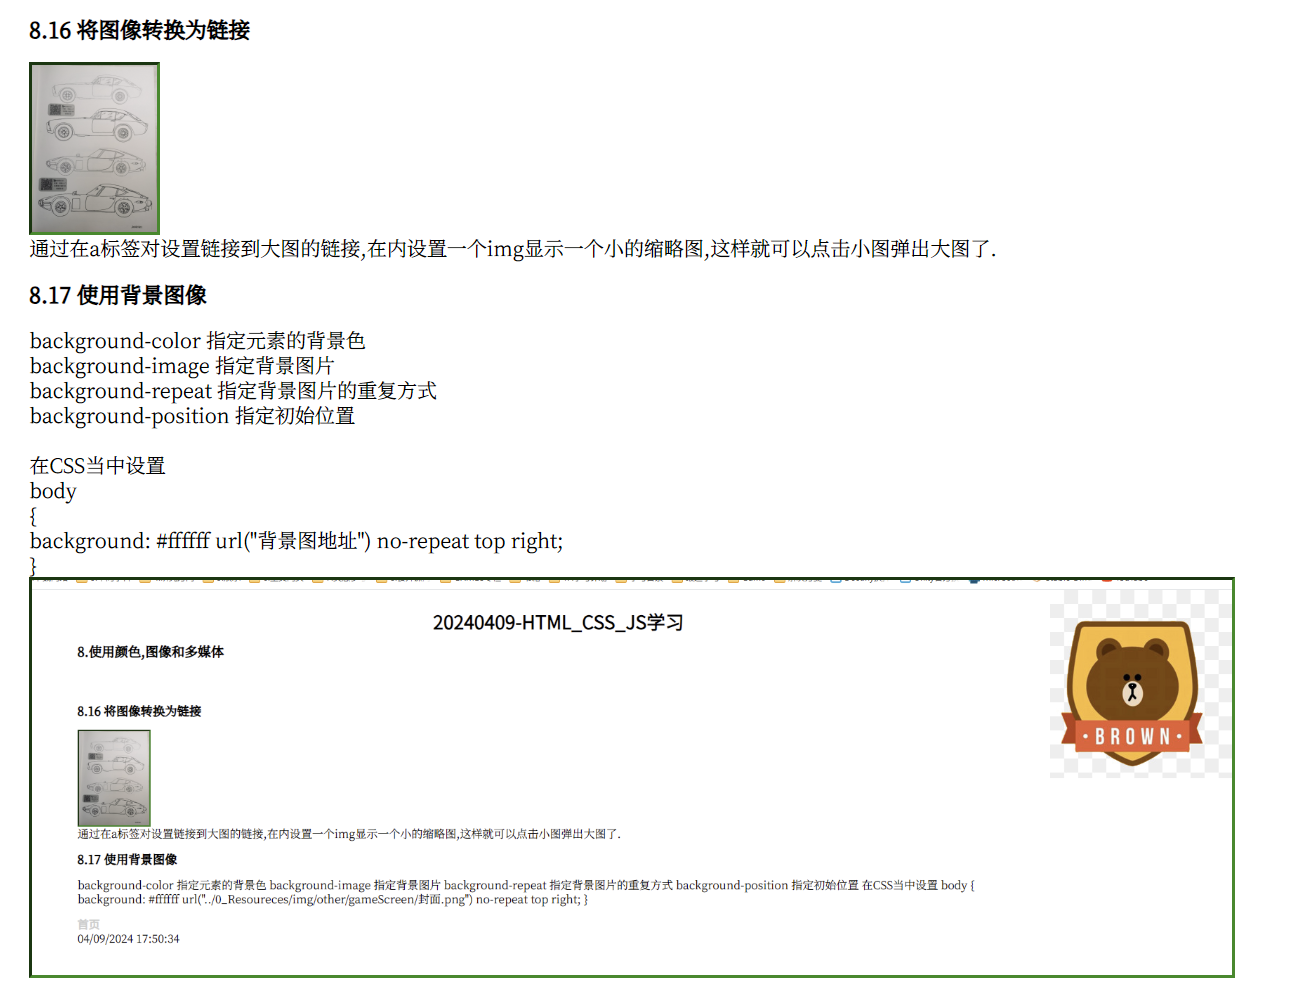 8.16 将图像转换为链接
通过在a标签对设置链接到大图的链接,在内设置一个img显示一个小的缩略图,这样就可以点击小图弹出大图了.
8.17 使用背景图像
background-color 指定元素的背景色
background-image 指定背景图片
background-repeat 指定背景图片的重复方式
background-position 指定初始位置
在CSS当中设置
body
{
background: #ffffff url("背景图地址") no-repeat top right;
}
20240409-HTML_CSS_JS学习
8.使用颜色,图像和多媒体
8.16 将图像转换为链接
通过在a标签对设置链接到大图的链接,在内设置一个img显示一个小的缩略图,这样就可以点击小图弹出大图了.
8.17 使用背景图像
background-color 指定元素的背景色 background-image 指定背景图片 background-repeat 指定背景图片的重复方式 background-position 指定初始位置 在CSS当中设置 body {
background: #ffffff url("../0_Resoureces/img/other/gameScreen/封面.png") no-repeat top right; }
首页
04/09/2024 17:50:34
·BROWN·